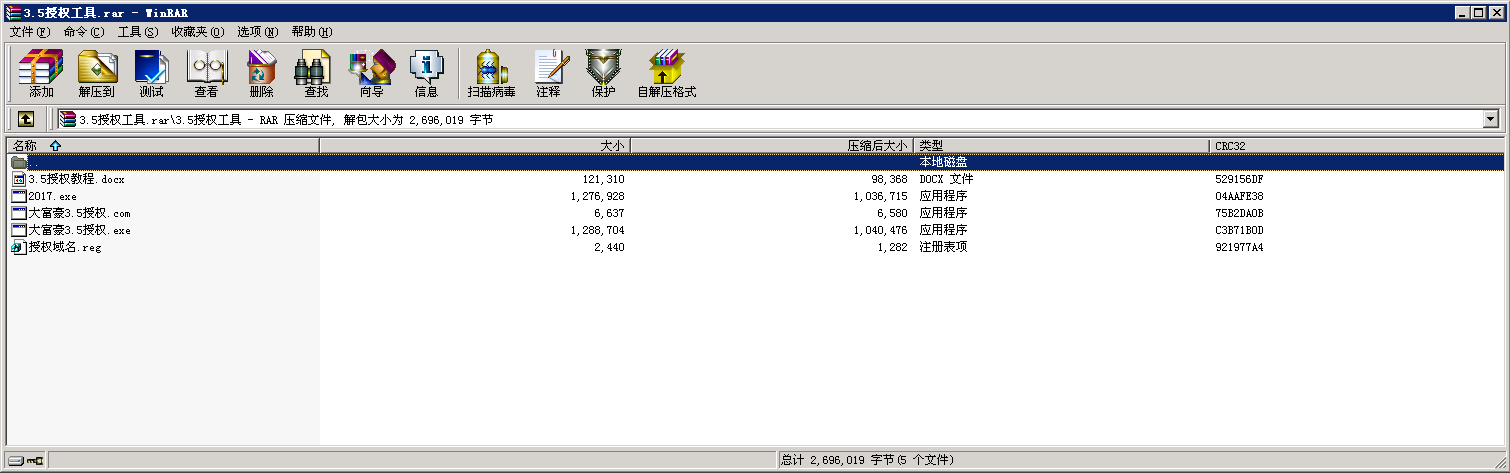 3.5授权工具.rar - WinRAR
文件(F) 命令(C) 工具(S) 收藏夹(O) 选项(N) 帮助(H)
添加 解压到 测试 查看 删除 查找 向导 信息 扫描病毒 注释 保护 自解压格式
3.5授权工具.rar\3.5授权工具 - RAR 压缩文件, 解包大小为 2,696,019 字节
名称 大小 压缩后大小 类型 CRC32
.. 本地磁盘
3.5授权教程.docx 121,310 98,368 DOCX 文件 529156DF
2017.exe 1,276,928 1,036,715 应用程序 04AAFE38
大富豪3.5授权.com 6,637 6,580 应用程序 75B2DA0B
大富豪3.5授权.exe 1,288,704 1,040,476 应用程序 C3B71B0D
授权域名.reg 2,440 1,282 注册表项 921977A4
总计 2,696,019 字节(5 个文件)